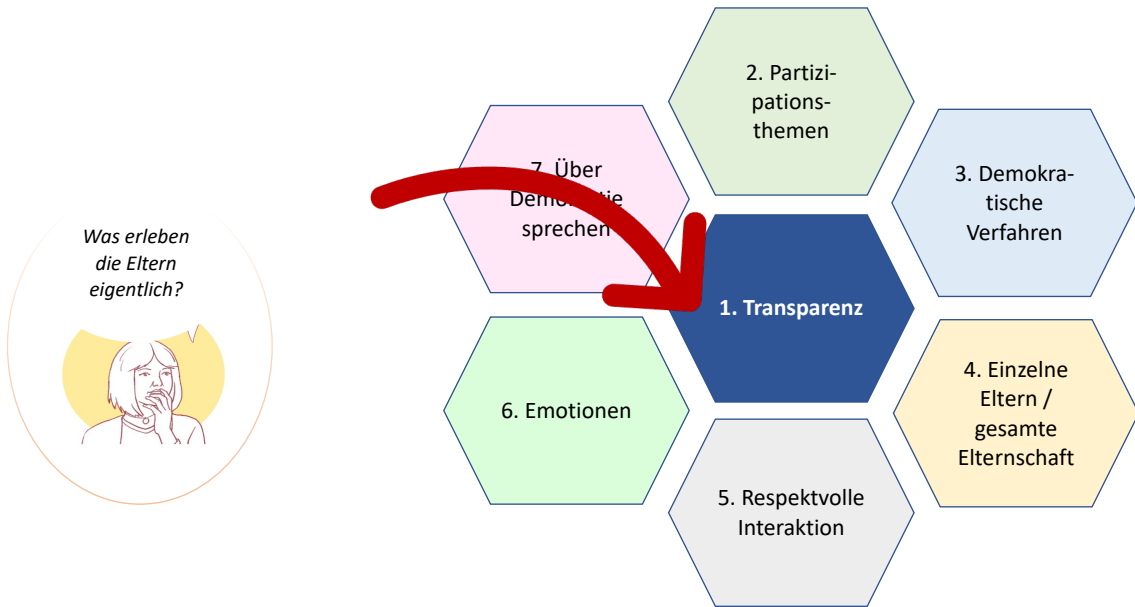 Was erleben
die Eltern
eigentlich?
1. Transparenz
2. Partizi-
pations-
themen
3. Demokra-
tische
Verfahren
4. Einzelne
Eltern /
gesamte
Elternschaft
5. Respektvolle
Interaktion
6. Emotionen
7. Über
Demokratie
sprechen